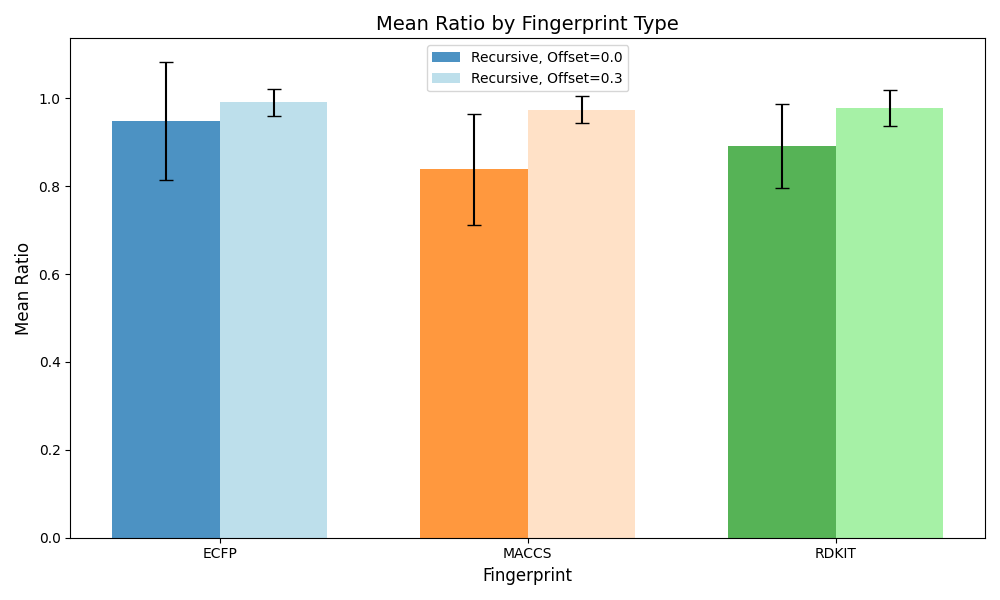 Mean Ratio by Fingerprint Type
Recursive, Offset=0.0
Recursive, Offset=0.3
Mean Ratio
1.0
0.8
0.6
0.4
0.2
0.0
ECFP
MACCS
RDKIT
Fingerprint